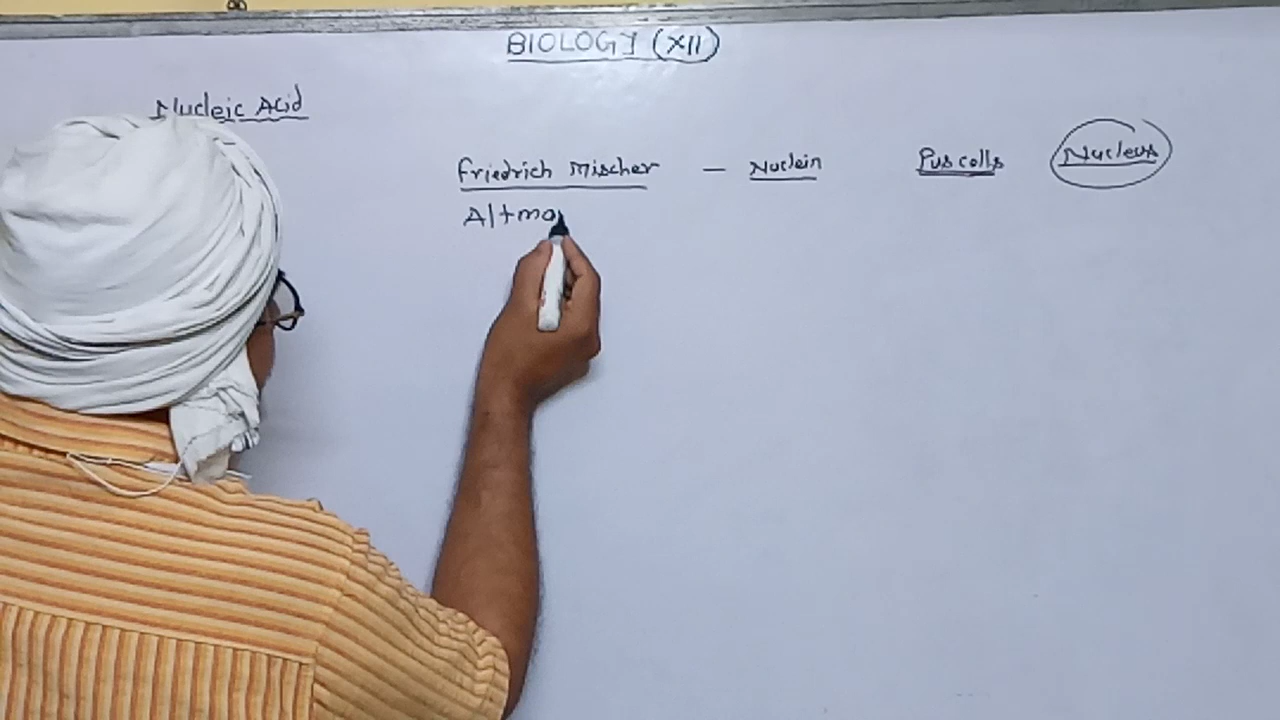 BIOLOGY (XII)
Nucleic Acid
Friedrich Mischer — Nuclein Pus cells Nucleus
Altma